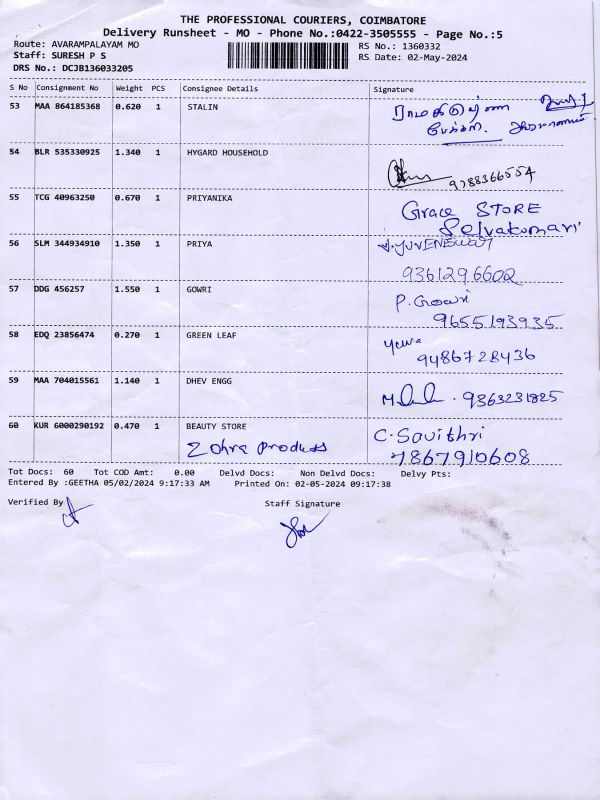 THE PROFESSIONAL COURIERS, COIMBATORE
Delivery Runsheet - MO - Phone No.:0422-3505555 - Page No.:5
Route: AVARAMPALAYAM MO
RS No.: 1360332
Staff: SURESH P S
RS Date: 02-May-2024
DRS No.: DCJB136033205
S No Consignment No Weight PCS Consignee Details Signature
53 MAA 864185368 0.620 1 STALIN
54 BLR 535330925 1.340 1 HYGARD HOUSEHOLD
9788366554
55 TCG 40963250 0.670 1 PRIYANIKA Grace STORE
Selvakumari
56 SLM 344934910 1.350 1 PRIYA
9361296602
57 DDG 456257 1.550 1 GOWRI P. Gowri
9655193935
58 EDQ 23856474 0.270 1 GREEN LEAF
9486728436
59 MAA 704015561 1.140 1 DHEV ENGG 9363231825
60 KUR 6000290192 0.470 1 BEAUTY STORE C. Savithri
Zohra Products 7867910608
Tot Docs: 60 Tot COD Amt: 0.00 Delvd Docs: Non Delvd Docs: Delvy Pts:
Entered By :GEETHA 05/02/2024 9:17:33 AM Printed On: 02-05-2024 09:17:38
Verified By Staff Signature